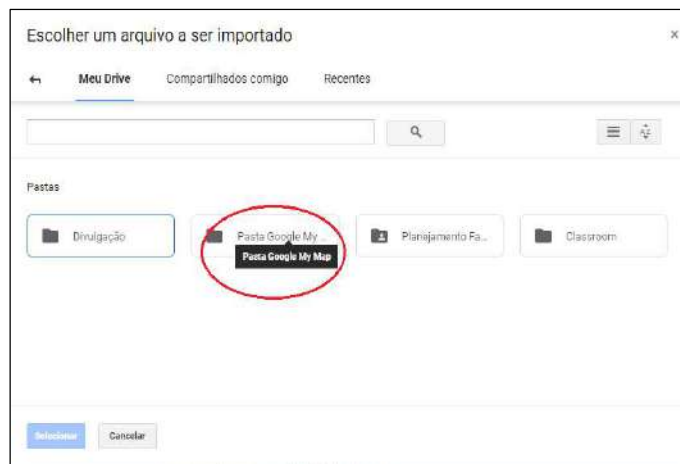 Escolher um arquivo a ser importado
×
Meu Drive Compartilhados comigo Recentes
Pastas
Divulgação Pasta Google My ... Planejamento Fa... Classroom
Pasta Google My Map
Selecionar Cancelar